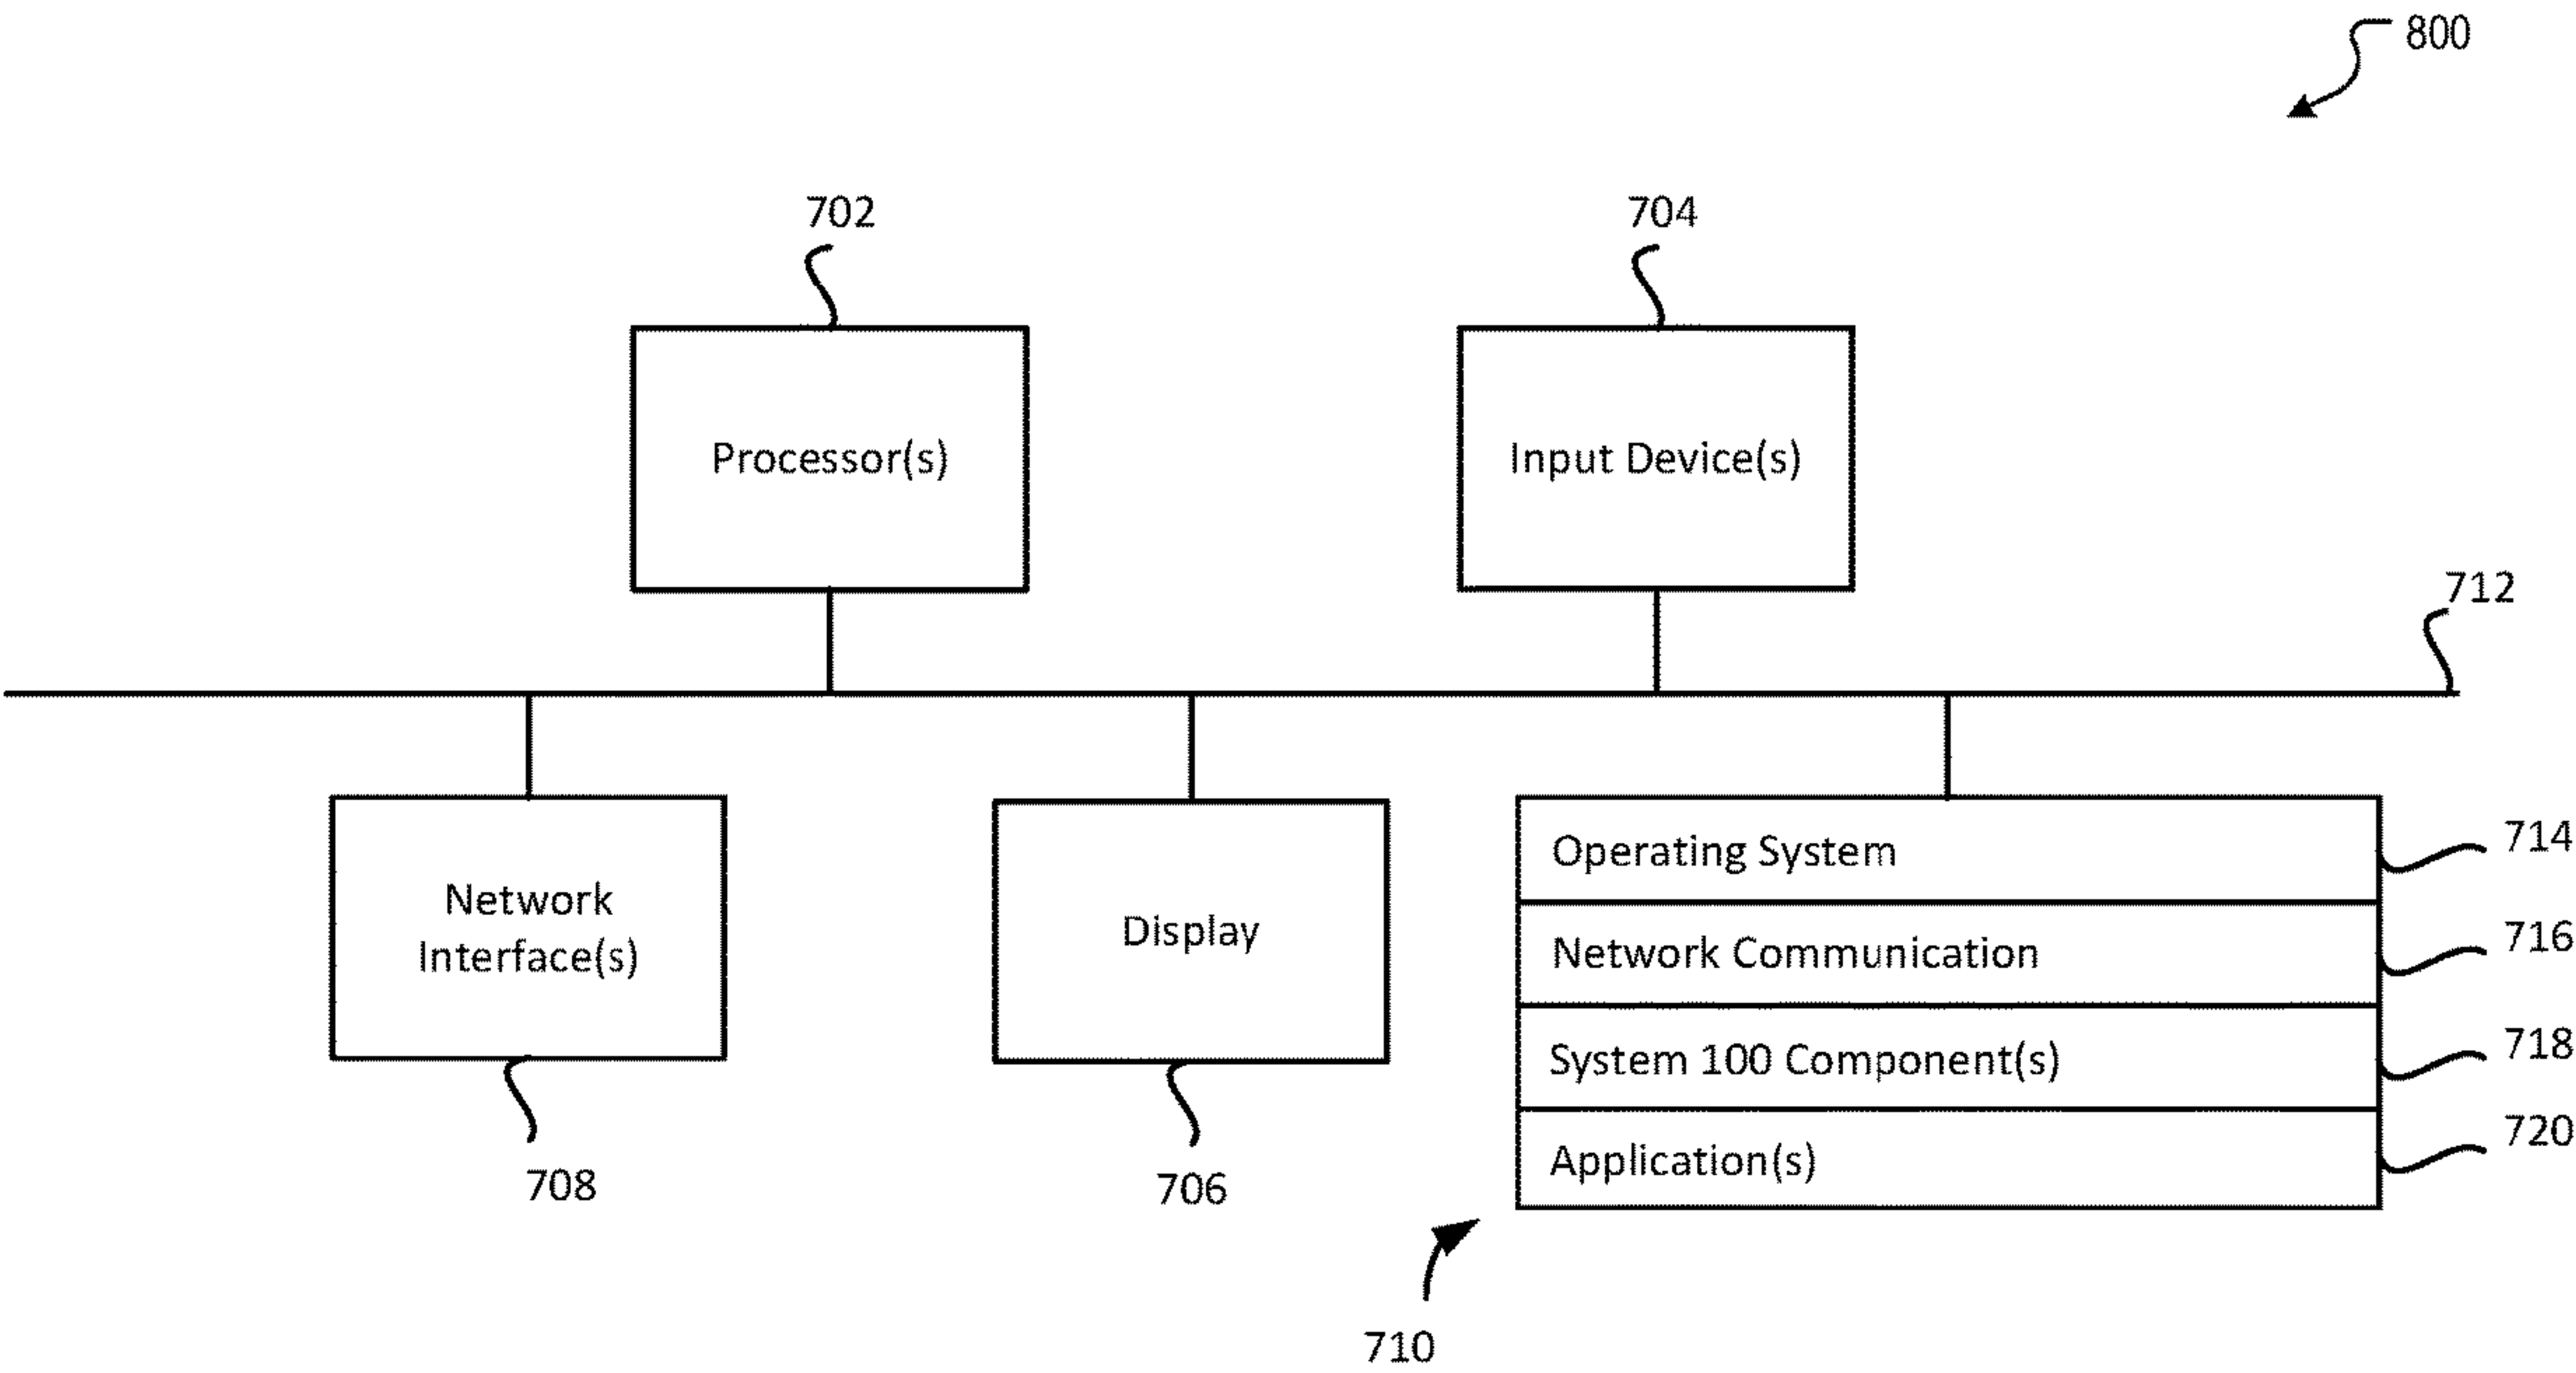 800
702
704
Processor(s)
Input Device(s)
712
Network
Interface(s)
Display
Operating System
714
Network Communication
716
System 100 Component(s)
718
Application(s)
720
708
706
710